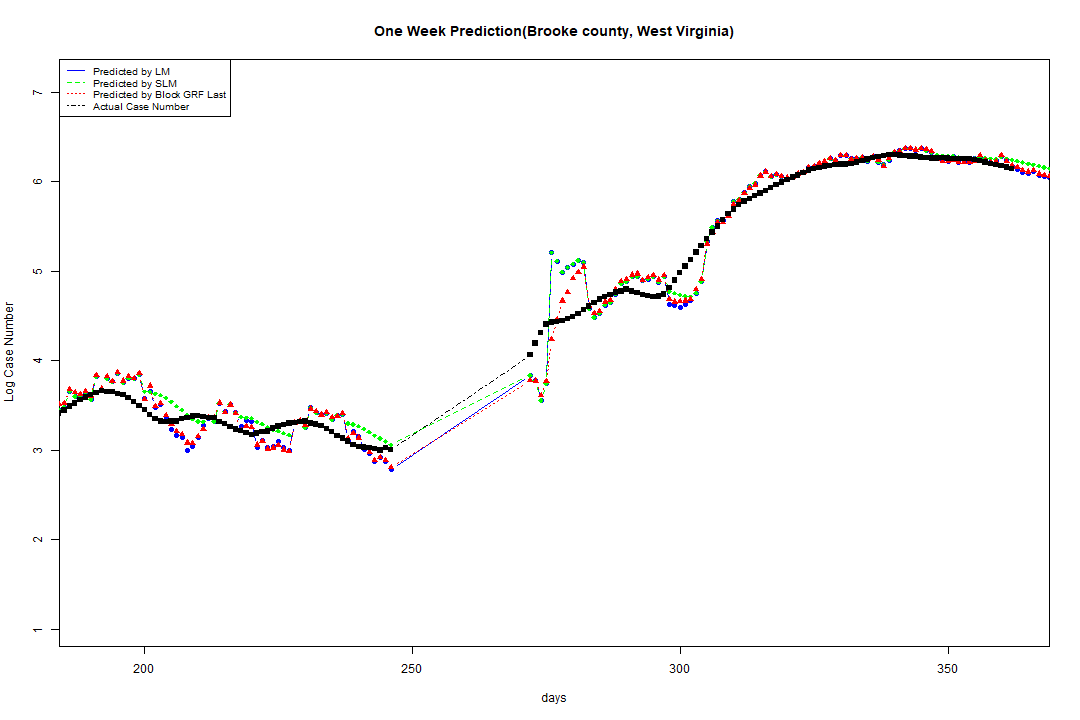 One Week Prediction(Brooke county, West Virginia)
Predicted by LM
Predicted by SLM
Predicted by Block GRF Last
Actual Case Number
7
6
5
4
3
2
1
Log Case Number
200 250 300 350
days